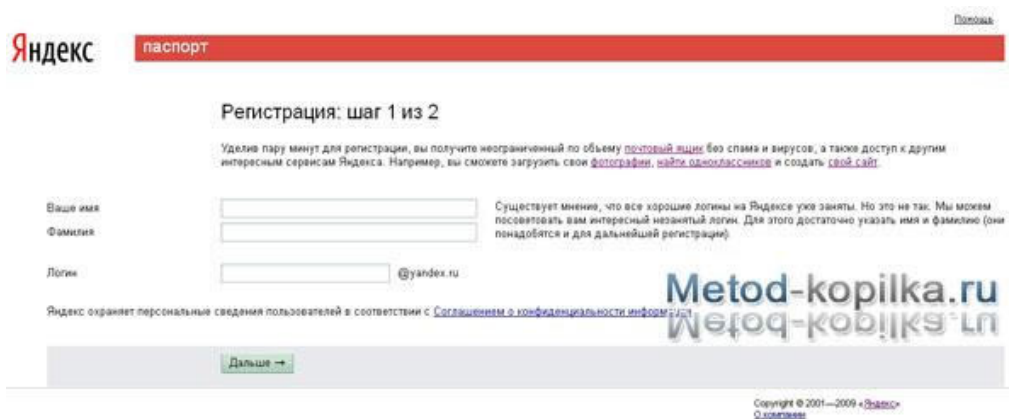 Помощь
Яндекс
паспорт
Регистрация: шаг 1 из 2
Уделив пару минут для регистрации, вы получите неограниченный по объему почтовый ящик без спама и вирусов, а также доступ к другим
интересным сервисам Яндекса. Например, вы сможете загрузить свои фотографии, найти одноклассников и создать свой сайт.
Ваше имя
Существует мнение, что все хорошие логины на Яндексе уже заняты. Но это не так. Мы можем
посоветовать вам интересный незанятый логин. Для этого достаточно указать имя и фамилию (они
Фамилия
понадобятся и для дальнейшей регистрации)
Логин
@yandex.ru
Metod-kopilka.ru
Яндекс охраняет персональные сведения пользователей в соответствии с Соглашением о конфиденциальности информации
Дальше →
Copyright © 2001—2009 «Яндекс»
О компании